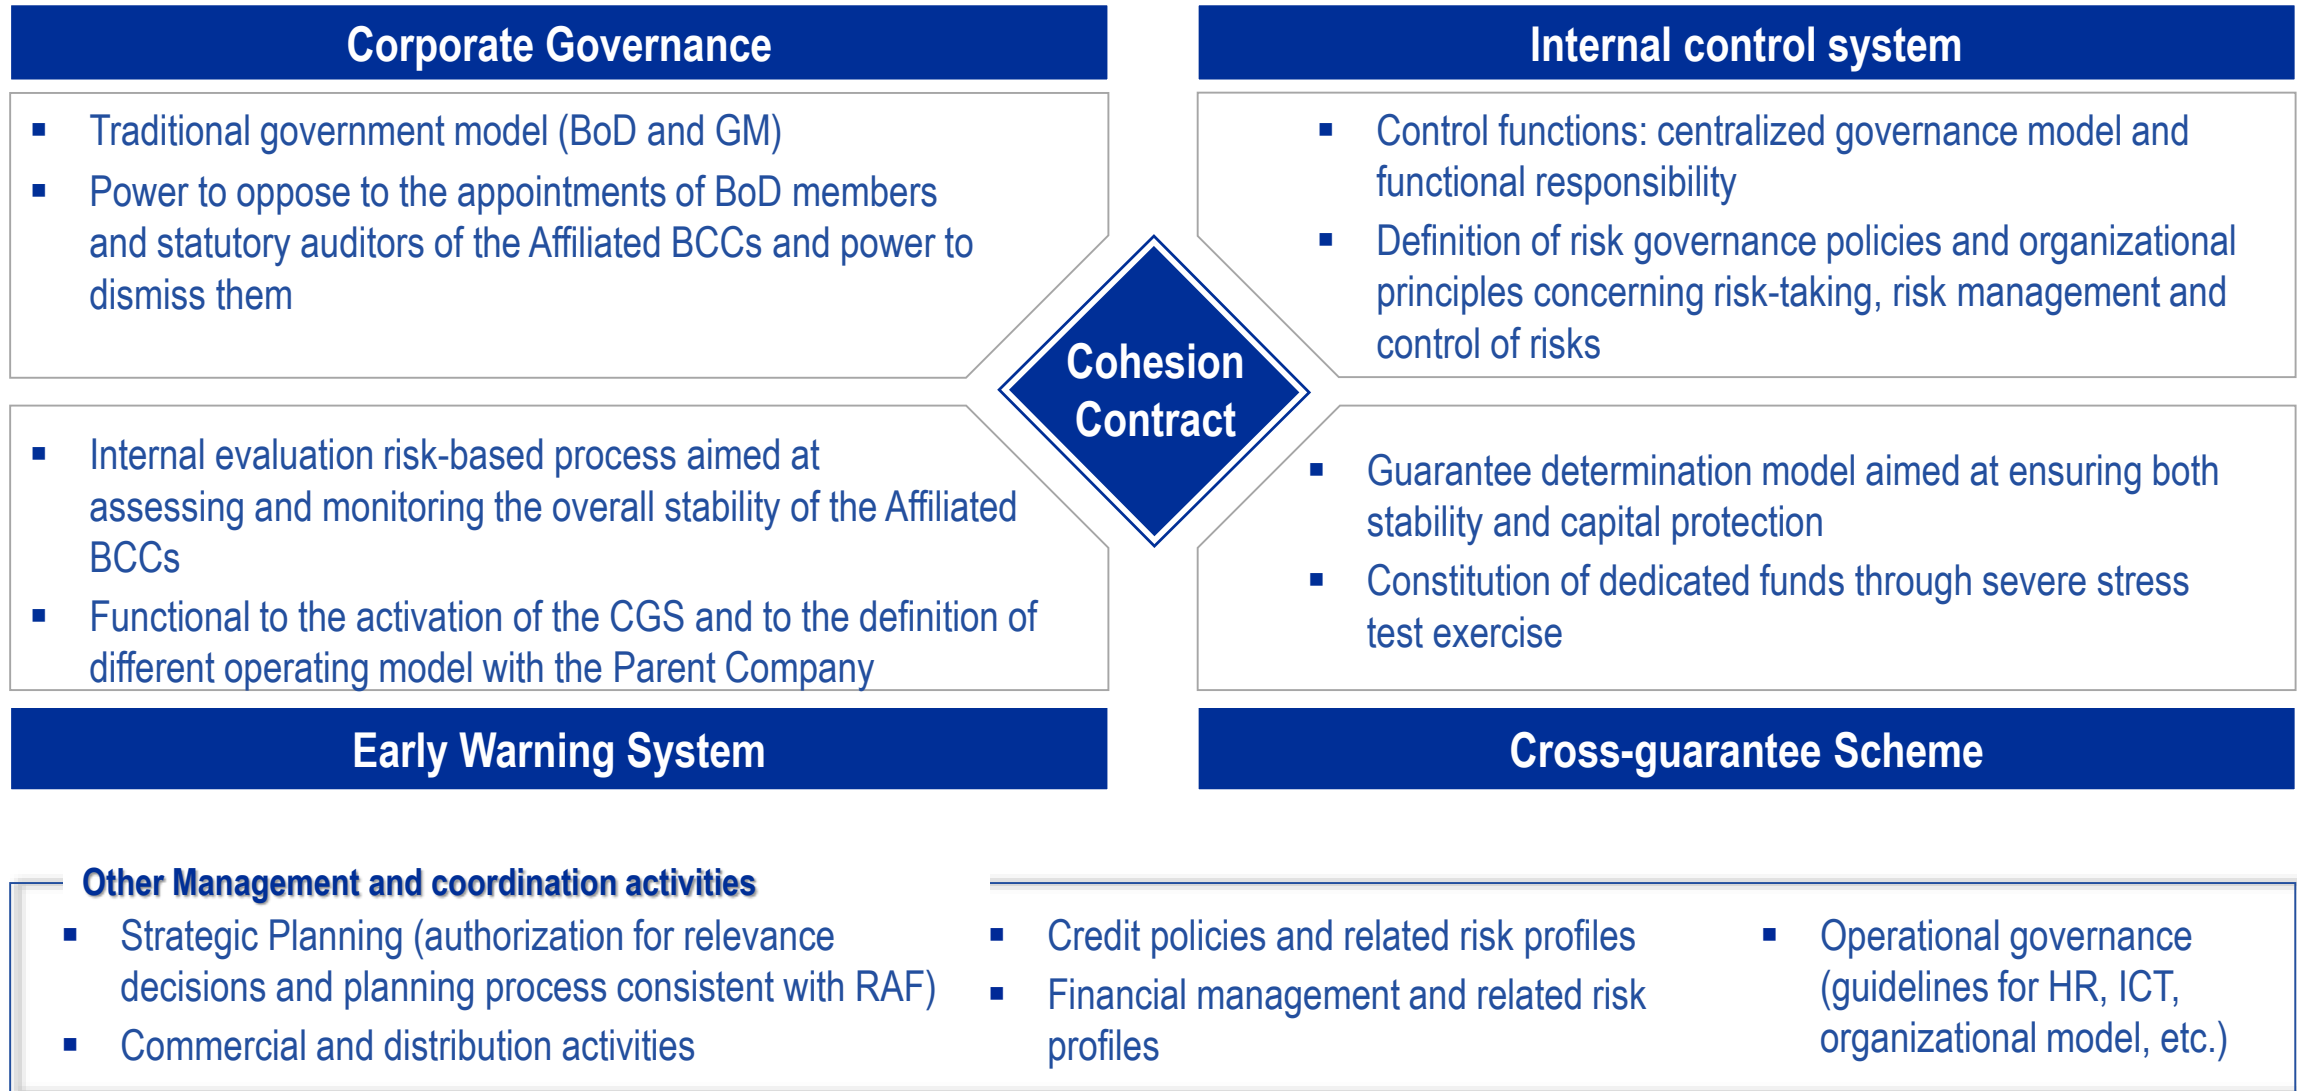 Corporate Governance
▪ Traditional government model (BoD and GM)
▪ Power to oppose to the appointments of BoD members
and statutory auditors of the Affiliated BCCs and power to
dismiss them
Internal control system
▪ Control functions: centralized governance model and
functional responsibility
▪ Definition of risk governance policies and organizational
principles concerning risk-taking, risk management and
control of risks
Cohesion
Contract
▪ Internal evaluation risk-based process aimed at
assessing and monitoring the overall stability of the Affiliated
BCCs
▪ Functional to the activation of the CGS and to the definition of
different operating model with the Parent Company
Early Warning System
▪ Guarantee determination model aimed at ensuring both
stability and capital protection
▪ Constitution of dedicated funds through severe stress
test exercise
Cross-guarantee Scheme
Other Management and coordination activities
▪ Strategic Planning (authorization for relevance
decisions and planning process consistent with RAF)
▪ Commercial and distribution activities
▪ Credit policies and related risk profiles
▪ Financial management and related risk
profiles
▪ Operational governance
(guidelines for HR, ICT,
organizational model, etc.)